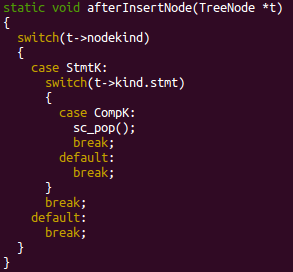 static void afterInsertNode(TreeNode *t)
{
  switch(t->nodekind)
  {
    case StmtK:
      switch(t->kind.stmt)
      {
        case CompK:
          sc_pop();
          break;
        default:
          break;
      }
      break;
    default:
      break;
  }
}